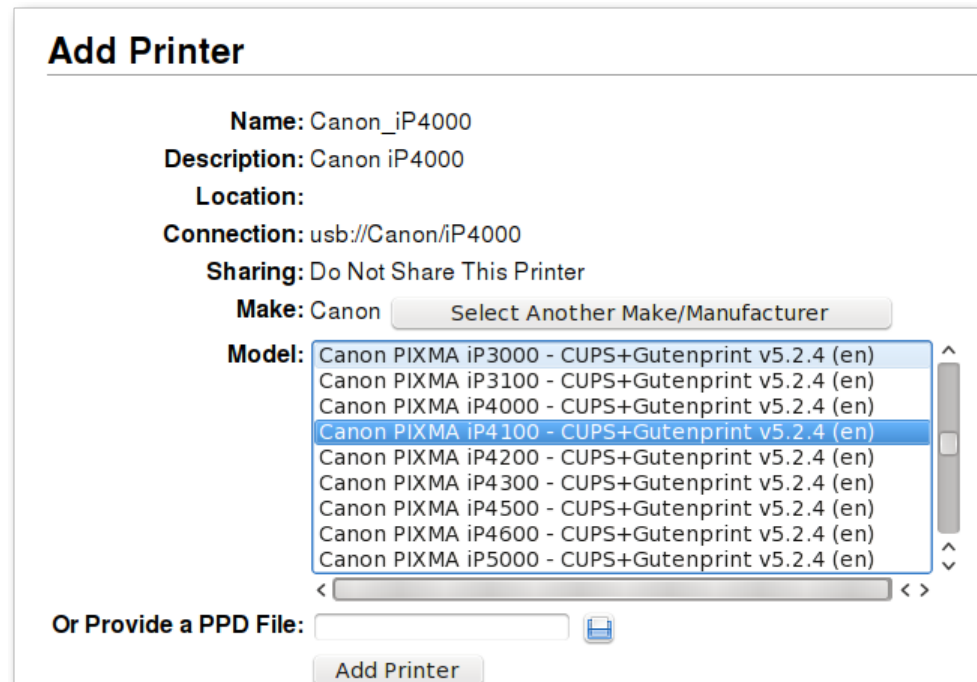 Add Printer
Name: Canon_iP4000
Description: Canon iP4000
Location:
Connection: usb://Canon/iP4000
Sharing: Do Not Share This Printer
Make: Canon Select Another Make/Manufacturer
Model: Canon PIXMA iP3000 - CUPS+Gutenprint v5.2.4 (en)
Canon PIXMA iP3100 - CUPS+Gutenprint v5.2.4 (en)
Canon PIXMA iP4000 - CUPS+Gutenprint v5.2.4 (en)
Canon PIXMA iP4100 - CUPS+Gutenprint v5.2.4 (en)
Canon PIXMA iP4200 - CUPS+Gutenprint v5.2.4 (en)
Canon PIXMA iP4300 - CUPS+Gutenprint v5.2.4 (en)
Canon PIXMA iP4500 - CUPS+Gutenprint v5.2.4 (en)
Canon PIXMA iP4600 - CUPS+Gutenprint v5.2.4 (en)
Canon PIXMA iP5000 - CUPS+Gutenprint v5.2.4 (en)
Or Provide a PPD File:
Add Printer